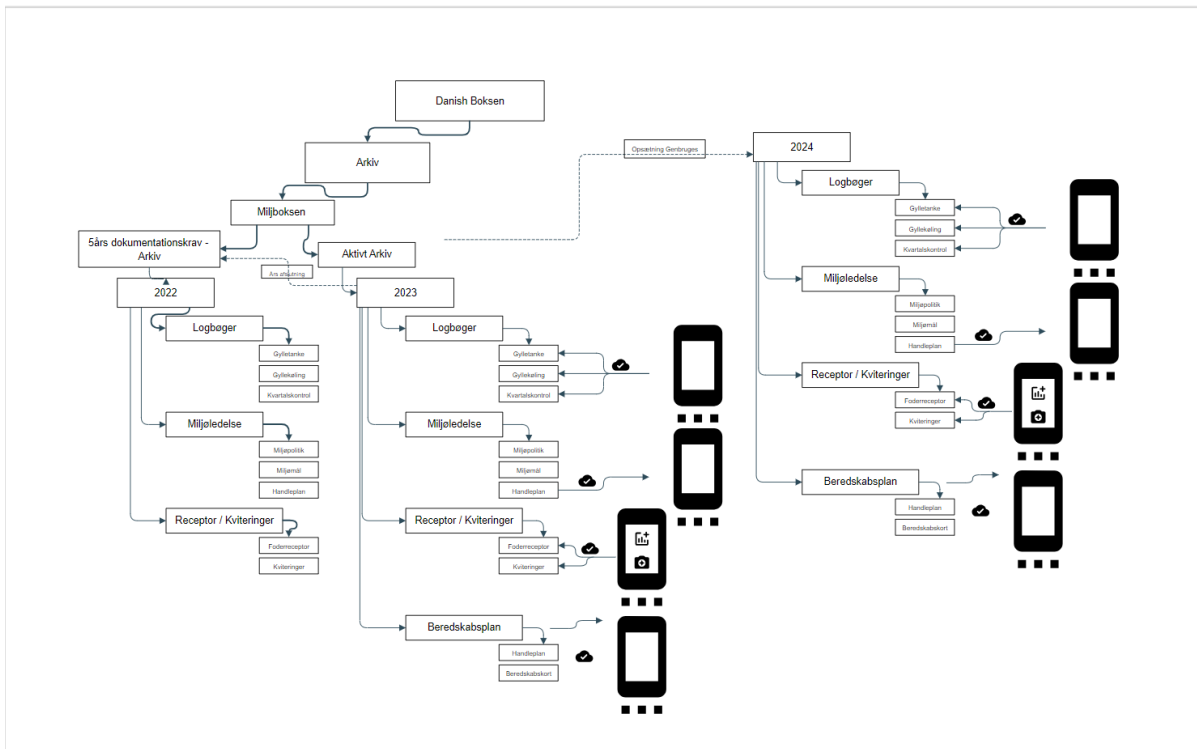 Danish Boksen
Arkiv
Miljboksen
5års dokumentationskrav -
Arkiv
Aktivt Arkiv
Års afslutning
Opsætning Genbruges
2022
Logbøger
Gylletanke
Gyllekøling
Kvartalskontrol
Miljøledelse
Miljøpolitik
Miljømål
Handleplan
Receptor / Kviteringer
Foderreceptor
Kviteringer
2023
Logbøger
Gylletanke
Gyllekøling
Kvartalskontrol
Miljøledelse
Miljøpolitik
Miljømål
Handleplan
Receptor / Kviteringer
Foderreceptor
Kviteringer
Beredskabsplan
Handleplan
Beredskabskort
2024
Logbøger
Gylletanke
Gyllekøling
Kvartalskontrol
Miljøledelse
Miljøpolitik
Miljømål
Handleplan
Receptor / Kviteringer
Foderreceptor
Kviteringer
Beredskabsplan
Handleplan
Beredskabskort